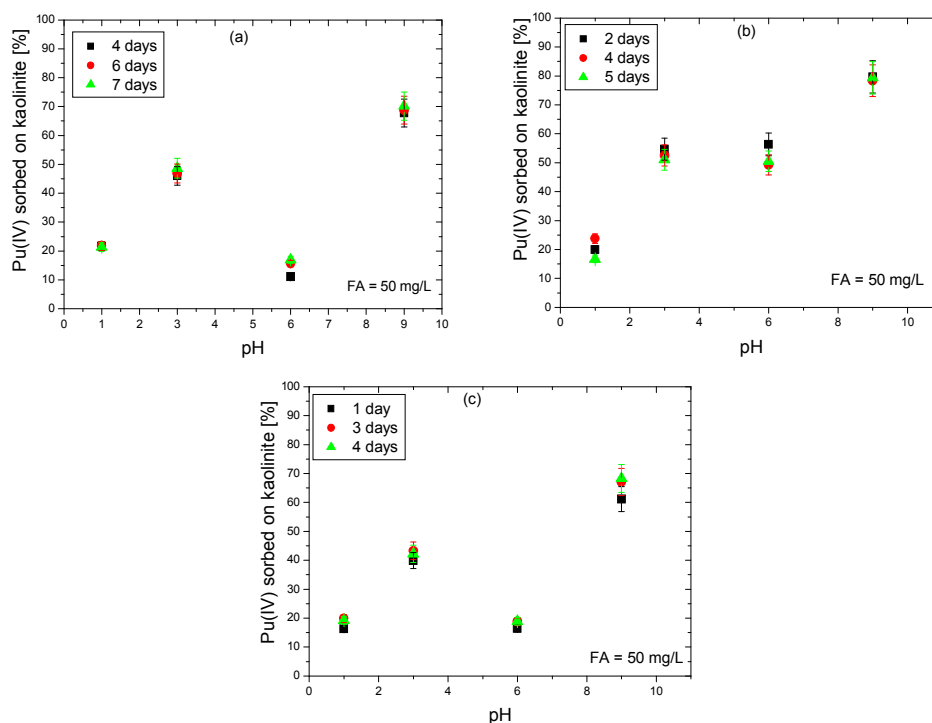 (a)
4 days
6 days
7 days
Pu(IV) sorbed on kaolinite [%]
100
90
80
70
60
50
40
30
20
10
0
FA = 50 mg/L
0 1 2 3 4 5 6 7 8 9 10
pH
(b)
2 days
4 days
5 days
Pu(IV) sorbed on kaolinite [%]
100
90
80
70
60
50
40
30
20
10
0
FA = 50 mg/L
0 2 4 6 8 10
pH
(c)
1 day
3 days
4 days
Pu(IV) sorbed on kaolinite [%]
100
90
80
70
60
50
40
30
20
10
0
FA = 50 mg/L
0 2 4 6 8 10
pH